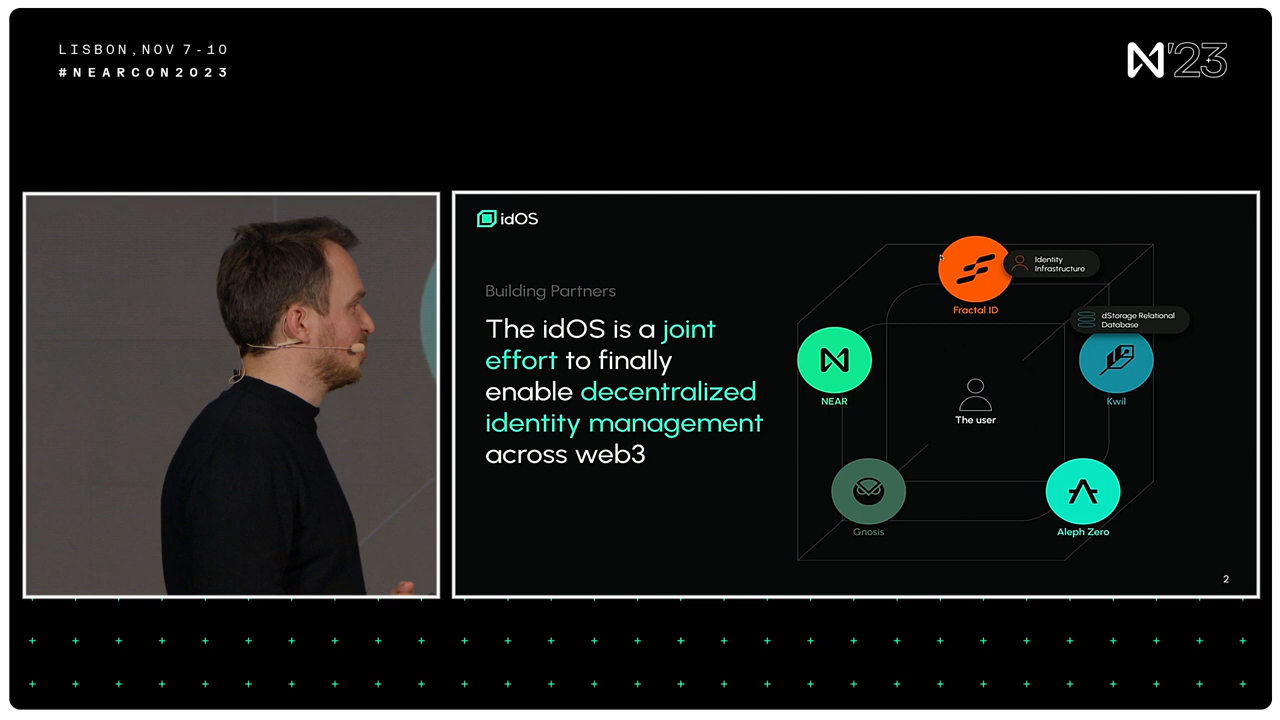 LISBON, NOV 7-10
#NEARCON2023
'23
idOS
Building Partners
The idOS is a joint
effort to finally
enable decentralized
identity management
across web3
Identity
Infrastructure
Fractal ID
dStorage Relational
Database
NEAR
Kwil
The user
Gnosis
Aleph Zero
2